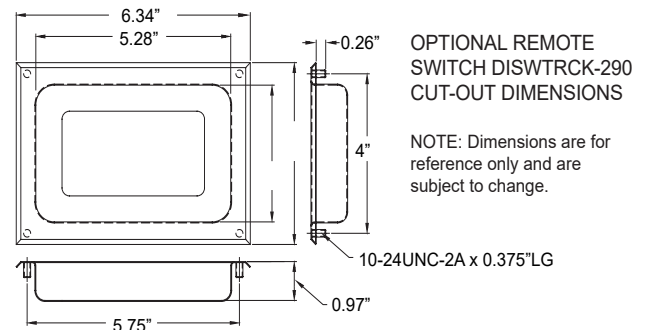 6.34”
5.28”
0.26”
OPTIONAL REMOTE
SWITCH DISWTRCK-290
CUT-OUT DIMENSIONS
NOTE: Dimensions are for
reference only and are
subject to change.
4”
10-24UNC-2A x 0.375”LG
0.97”
5.75”